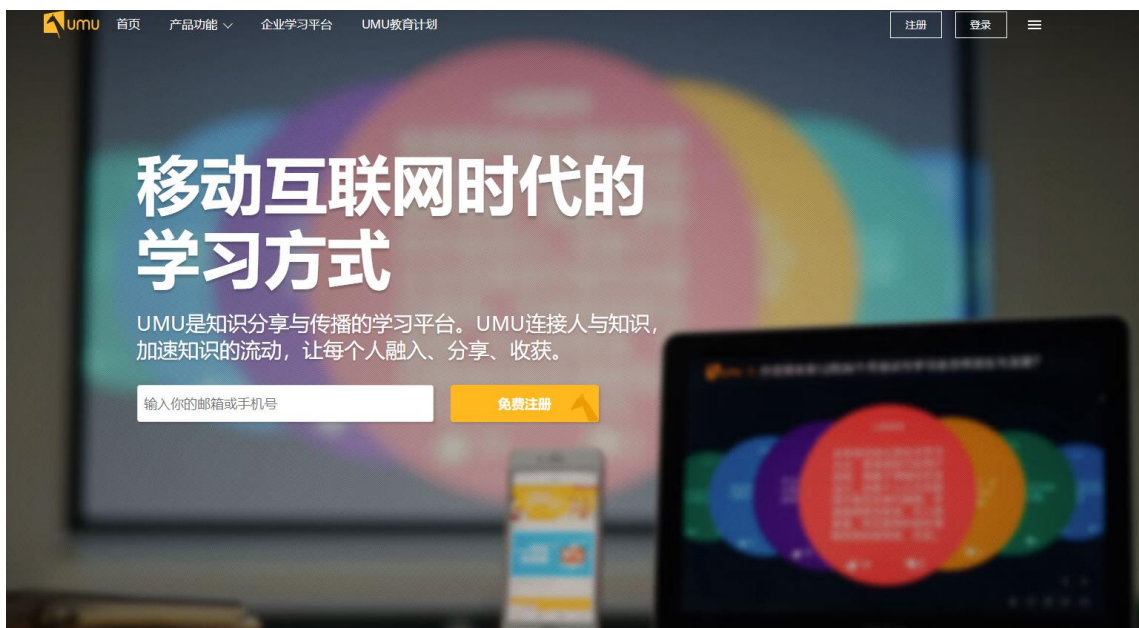 umu 首页 产品功能 企业学习平台 UMU教育计划 注册 登录
移动互联网时代的
学习方式
UMU是知识分享与传播的学习平台。UMU连接人与知识，
加速知识的流动，让每个人融入、分享、收获。
输入你的邮箱或手机号 免费注册